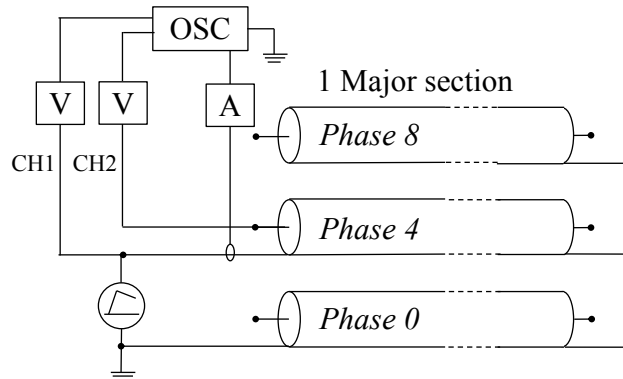 OSC
1 Major section
V
V
A
Phase 8
CH1
CH2
Phase 4
Phase 0